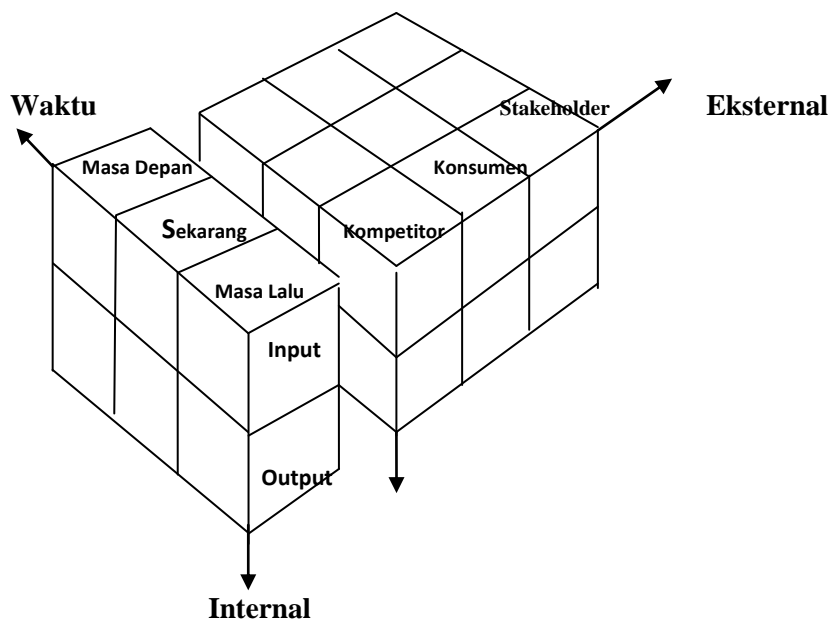 Stakeholder
Eksternal
Waktu
Masa Depan
Konsumen
Sekarang
Kompetitor
Masa Lalu
Input
Output
Internal